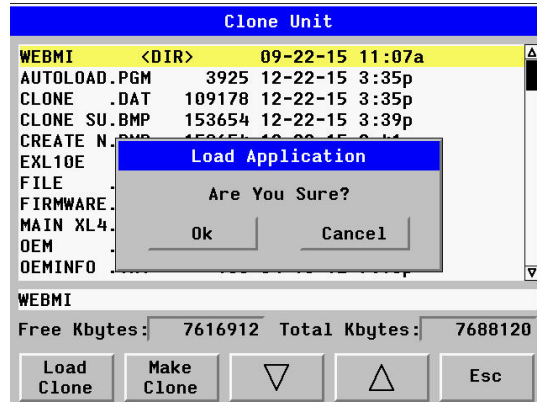 Clone Unit
WEBMI <DIR> 09-22-15 11:07a
AUTOLOAD.PGM 3925 12-22-15 3:35p
CLONE .DAT 109178 12-22-15 3:35p
CLONE SU.BMP 153654 12-22-15 3:39p
CREATE N.
EXL10E
FILE .
FIRMWARE.
MAIN XL4.
OEM .
OEMINFO .
Load Application
Are You Sure?
Ok Cancel
WEBMI
Free Kbytes: 7616912 Total Kbytes: 7688120
Load Clone
Make Clone
Esc